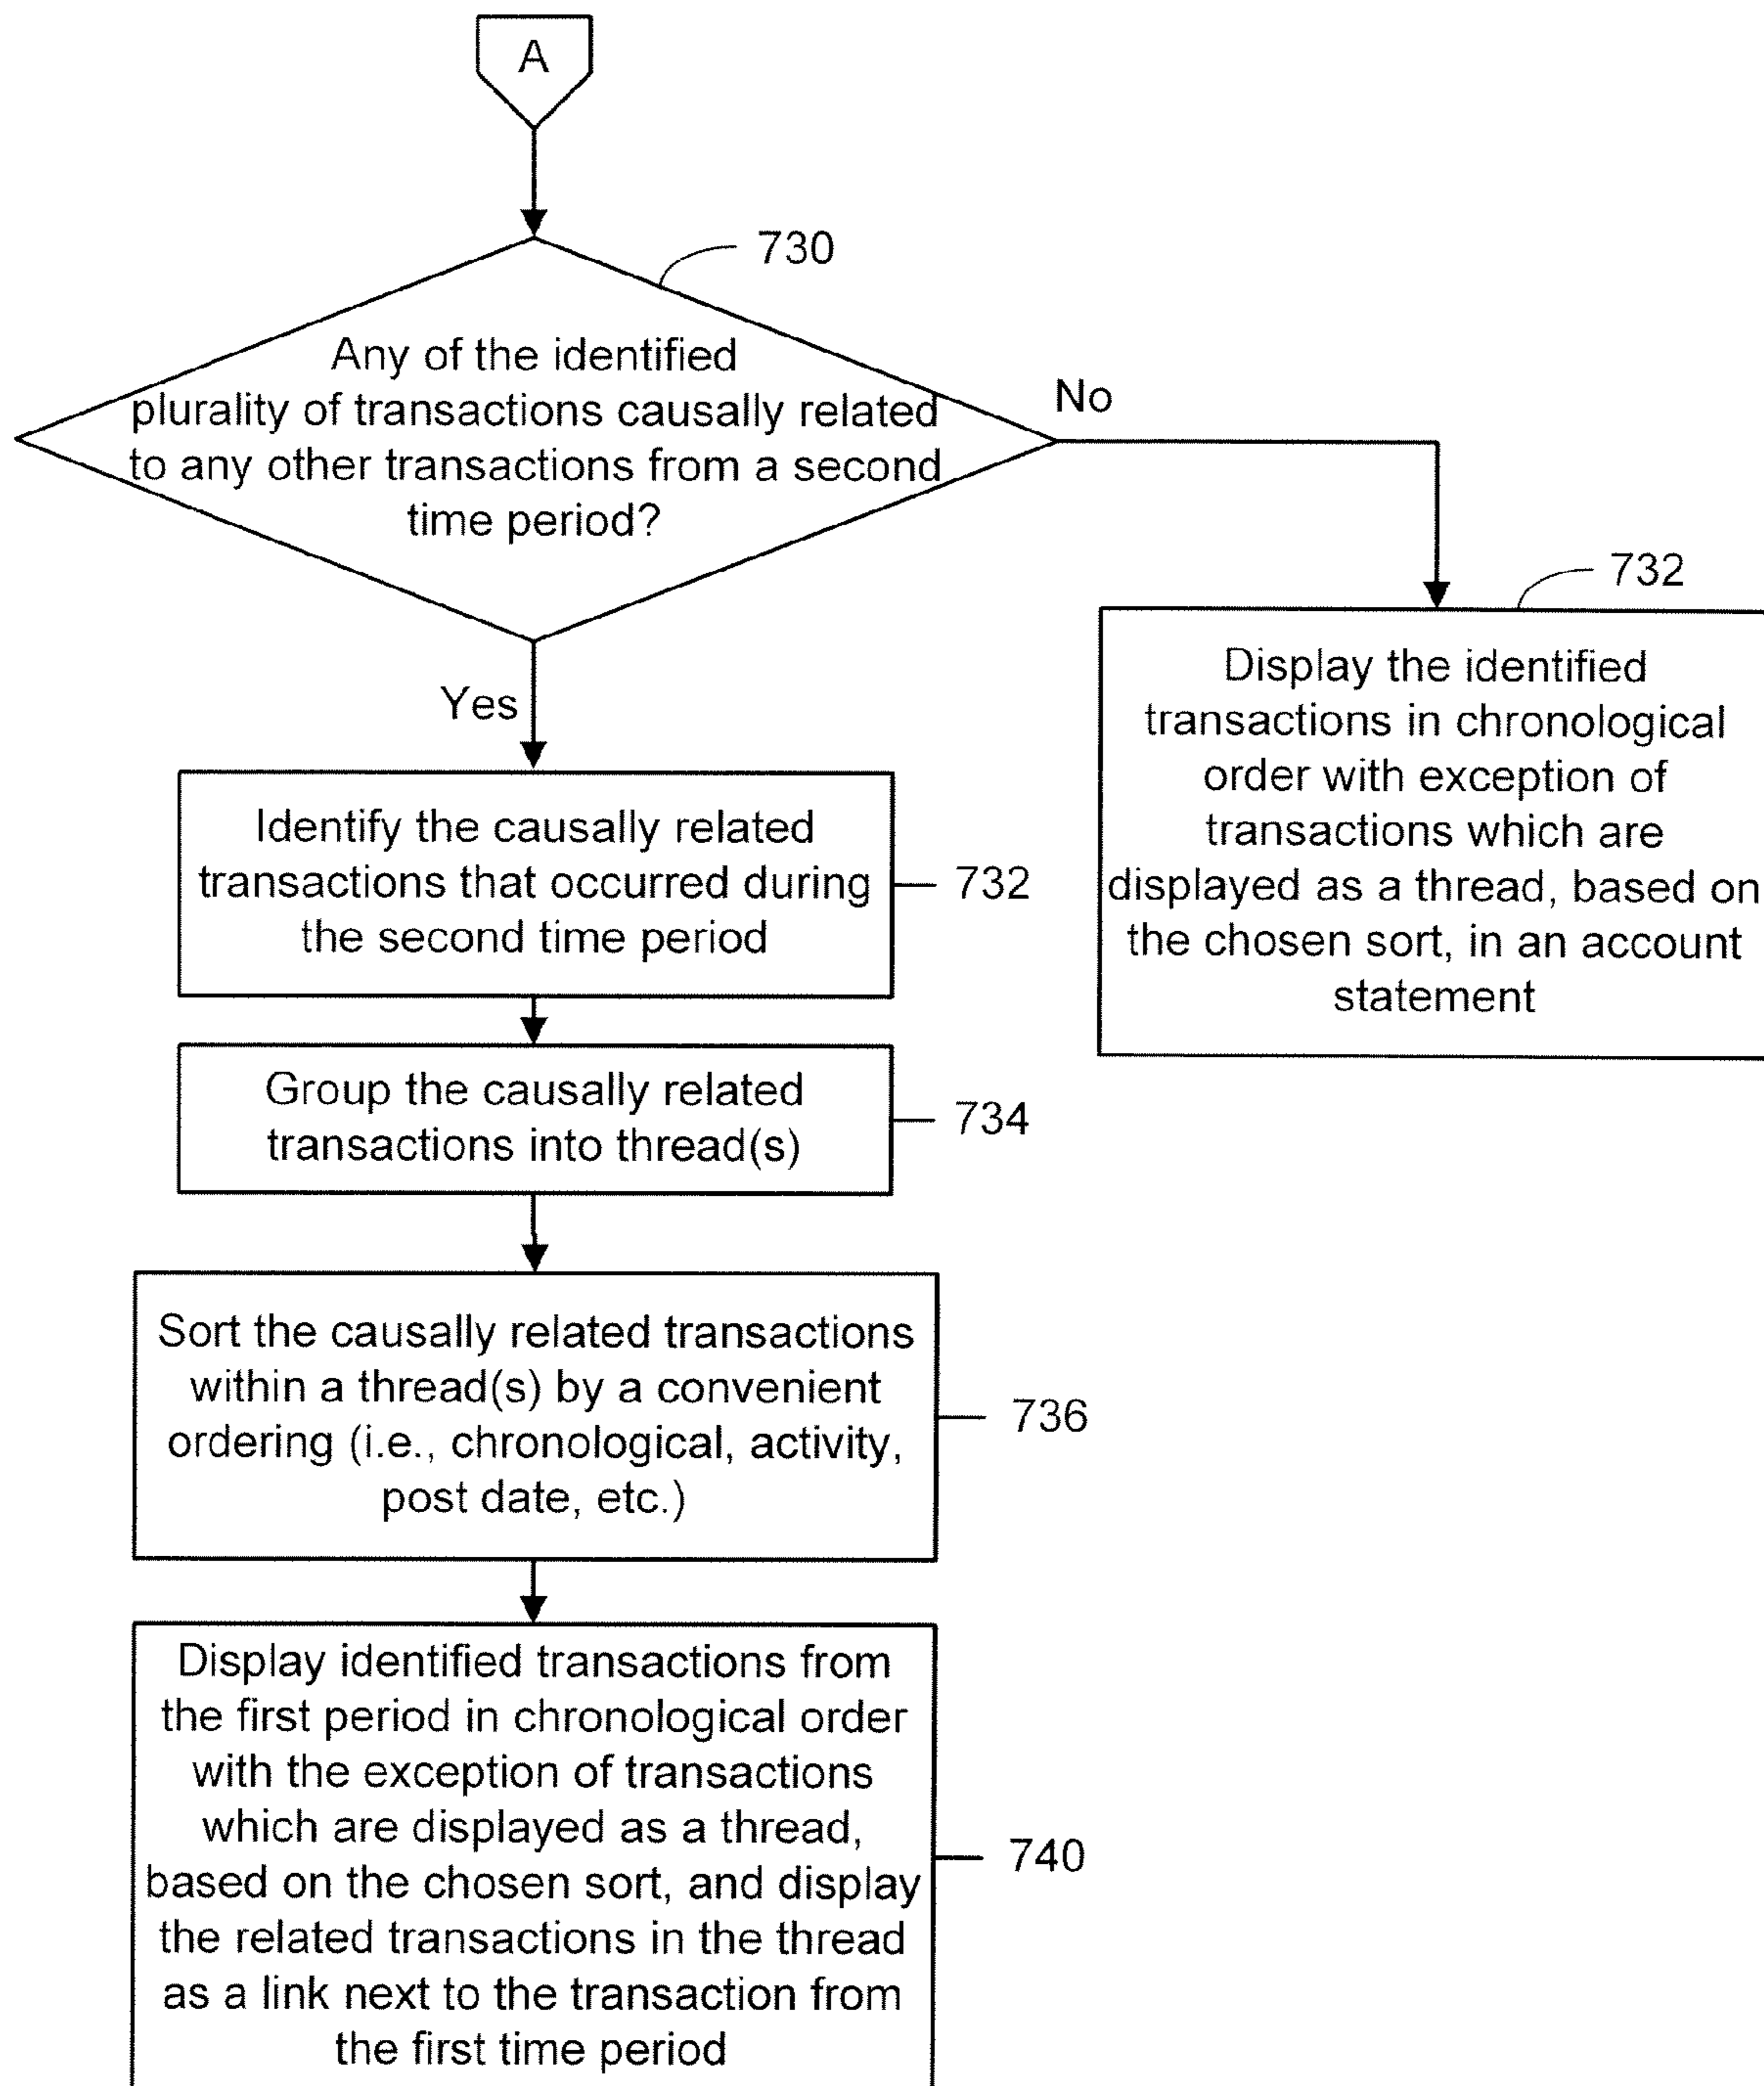 A
730
Any of the identified
plurality of transactions causally related
to any other transactions from a second
time period?
No
Yes
732
Display the identified
transactions in chronological
order with exception of
transactions which are
displayed as a thread, based on
the chosen sort, in an account
statement
Identify the causally related
transactions that occurred during
the second time period
732
Group the causally related
transactions into thread(s)
734
Sort the causally related transactions
within a thread(s) by a convenient
ordering (i.e., chronological, activity,
post date, etc.)
736
Display identified transactions from
the first period in chronological order
with the exception of transactions
which are displayed as a thread,
based on the chosen sort, and display
the related transactions in the thread
as a link next to the transaction from
the first time period
740